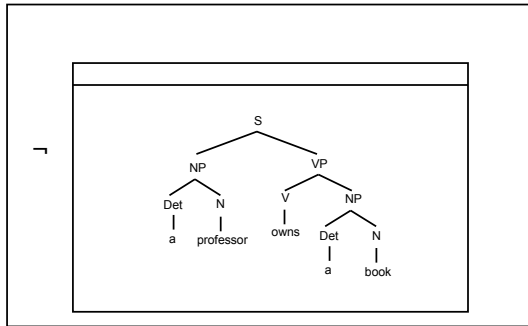 S
NP VP
¬
Det N V NP
a professor owns Det N
a book